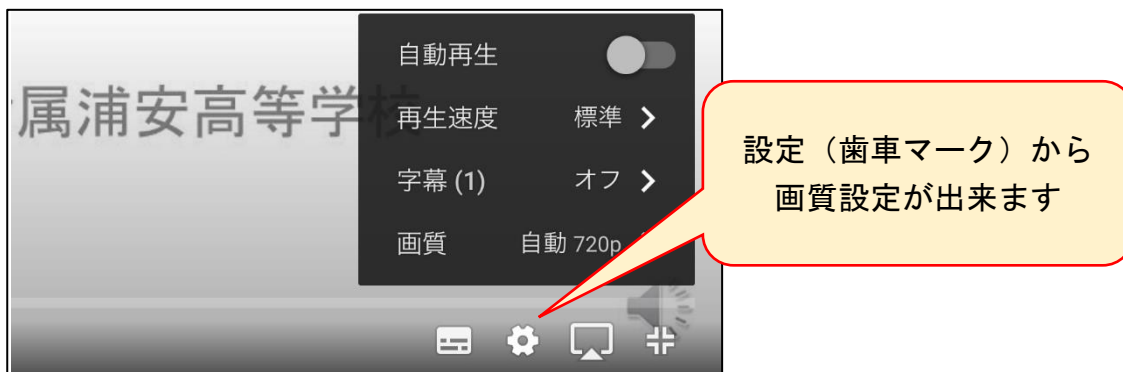 自動再生
属浦安高等学校
再生速度 標準
字幕 (1) オフ
画質 自動 720p
設定（歯車マーク）から
画質設定が出来ます